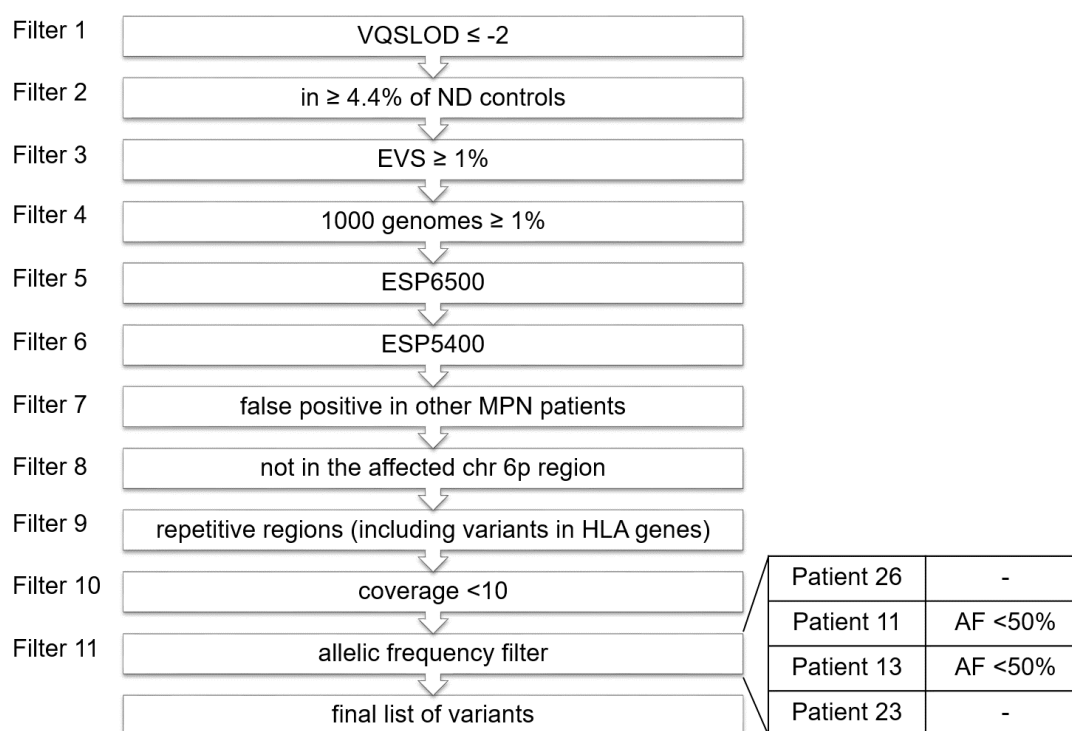 Filter 1
VQSLOD ≤ -2
Filter 2
in ≥ 4.4% of ND controls
Filter 3
EVS ≥ 1%
Filter 4
1000 genomes ≥ 1%
Filter 5
ESP6500
Filter 6
ESP5400
Filter 7
false positive in other MPN patients
Filter 8
not in the affected chr 6p region
Filter 9
repetitive regions (including variants in HLA genes)
Filter 10
coverage <10
Filter 11
allelic frequency filter
final list of variants
Patient 26 -
Patient 11 AF <50%
Patient 13 AF <50%
Patient 23 -